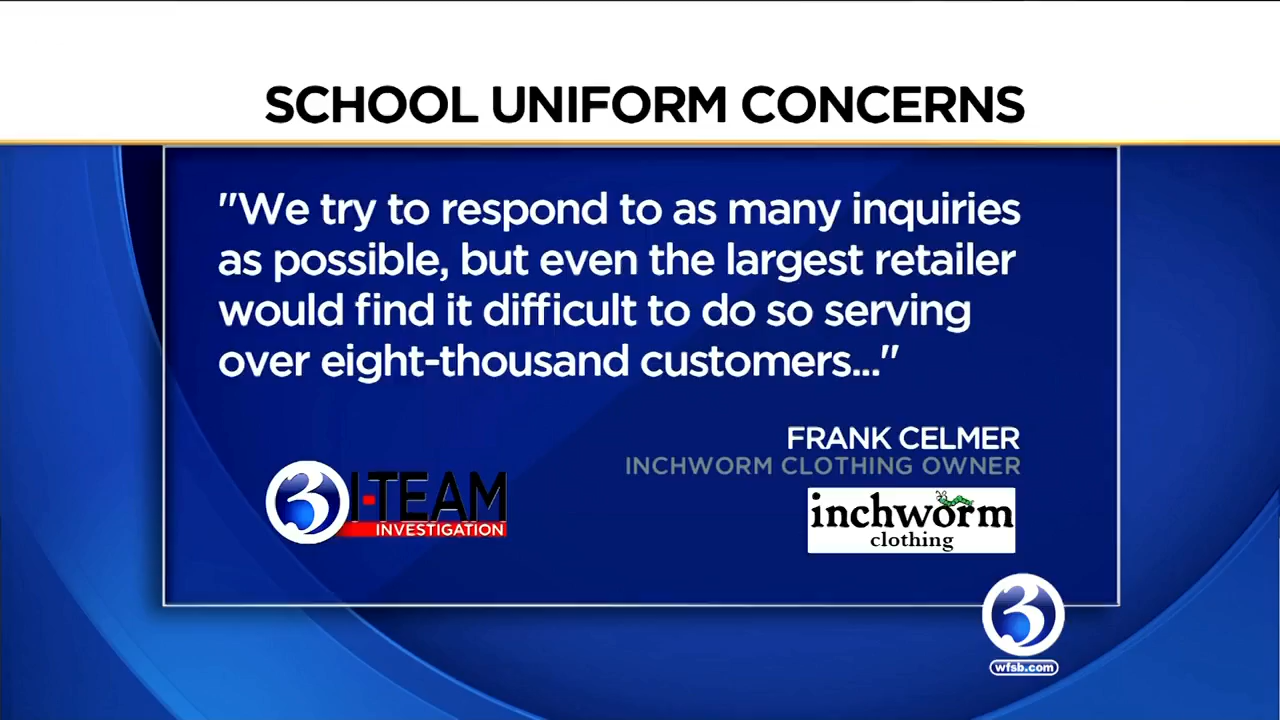 SCHOOL UNIFORM CONCERNS
"We try to respond to as many inquiries
as possible, but even the largest retailer
would find it difficult to do so serving
over eight-thousand customers..."
FRANK CELMER
INCHWORM CLOTHING OWNER
3 I-TEAM
INVESTIGATION
inchworm
clothing
3
wfsb.com